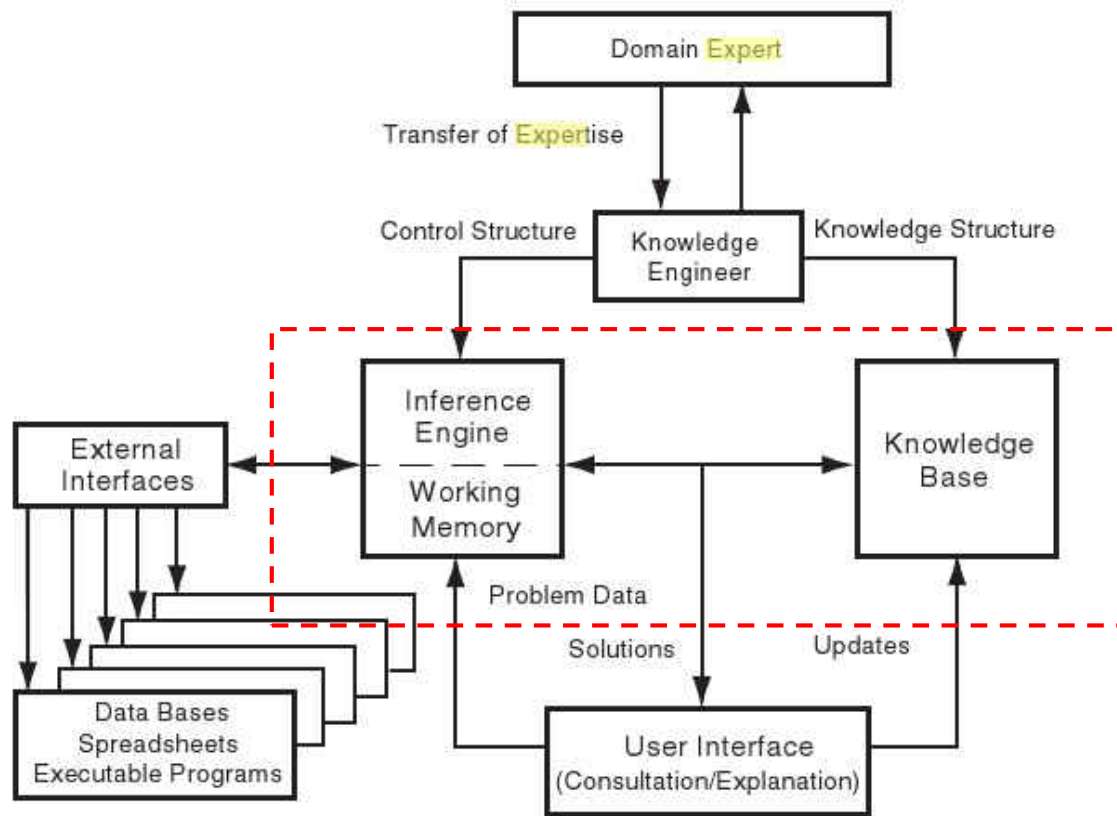 Domain Expert
Transfer of Expertise
Control Structure
Knowledge
Engineer
Knowledge Structure
Inference
Engine
Working
Memory
External
Interfaces
Knowledge
Base
Problem Data
Solutions
Updates
Data Bases
Spreadsheets
Executable Programs
User Interface
(Consultation/Explanation)